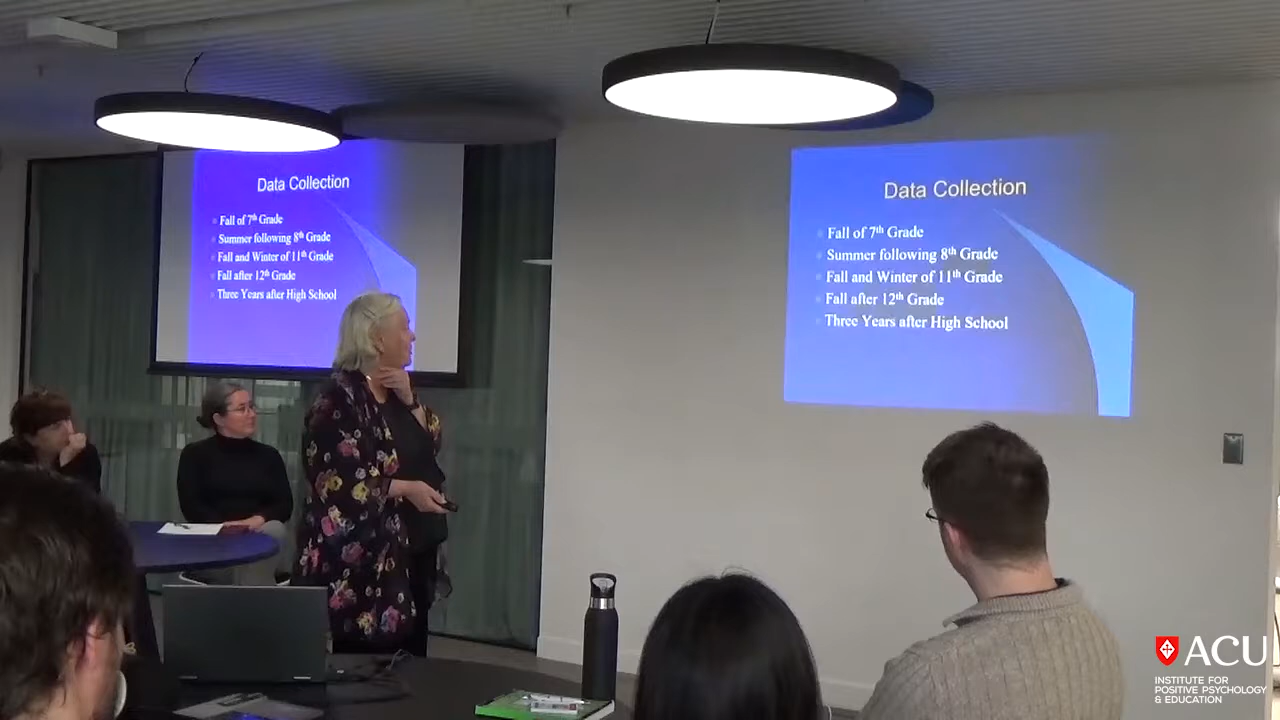 Data Collection
Fall of 7th Grade
Summer following 8th Grade
Fall and Winter of 11th Grade
Fall after 12th Grade
Three Years after High School
Data Collection
Fall of 7th Grade
Summer following 8th Grade
Fall and Winter of 11th Grade
Fall after 12th Grade
Three Years after High School
ACU
INSTITUTE FOR
POSITIVE PSYCHOLOGY
& EDUCATION